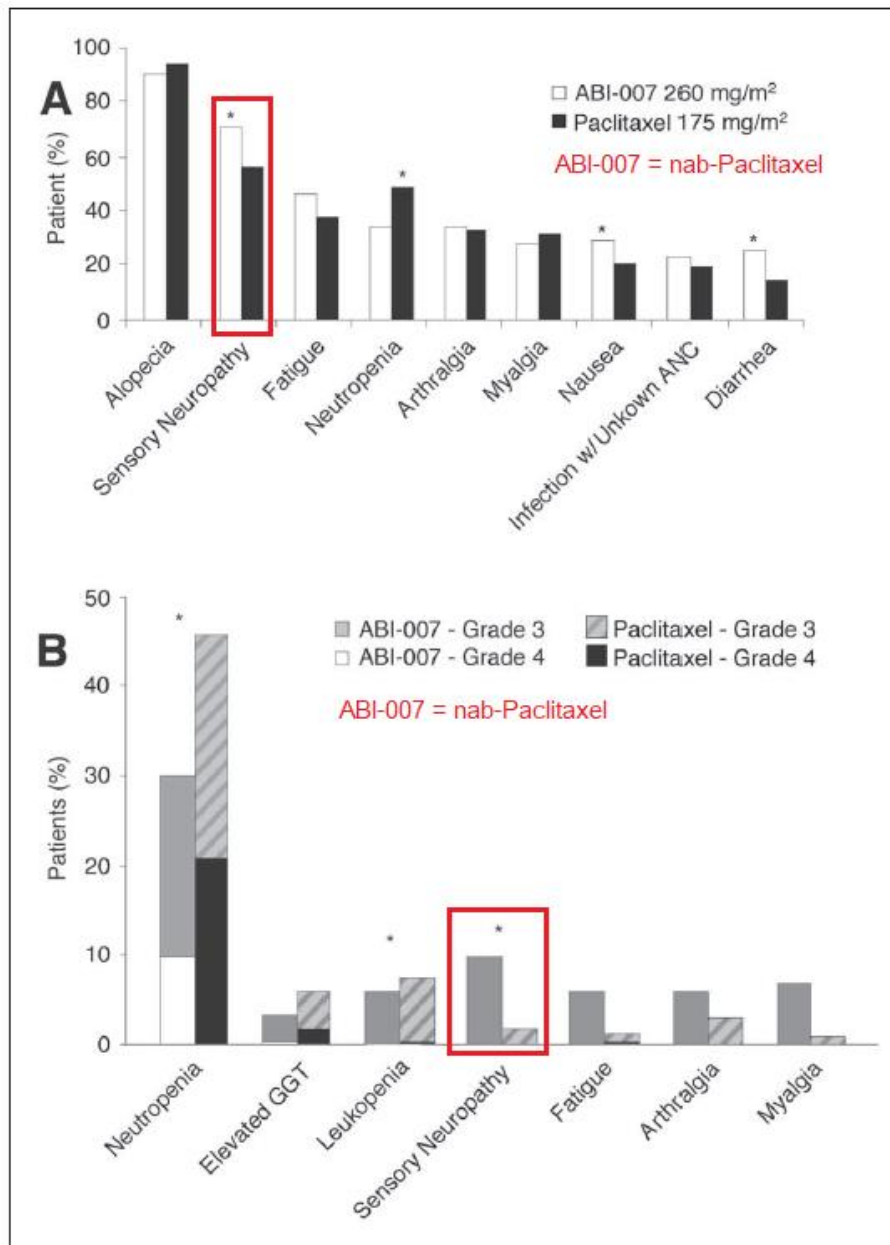 100
A
80
60
40
20
0
Patient (%)
*
*
*
*
ABI-007 260 mg/m²
Paclitaxel 175 mg/m²
ABI-007 = nab-Paclitaxel
Alopecia
Sensory Neuropathy
Fatigue
Neutropenia
Arthralgia
Myalgia
Nausea
Infection w/ Unkown ANC
Diarrhea
50
B
40
30
20
10
0
Patients (%)
*
*
*
ABI-007 - Grade 3
Paclitaxel - Grade 3
ABI-007 - Grade 4
Paclitaxel - Grade 4
ABI-007 = nab-Paclitaxel
Neutropenia
Elevated GGT
Leukopenia
Sensory Neuropathy
Fatigue
Arthralgia
Myalgia